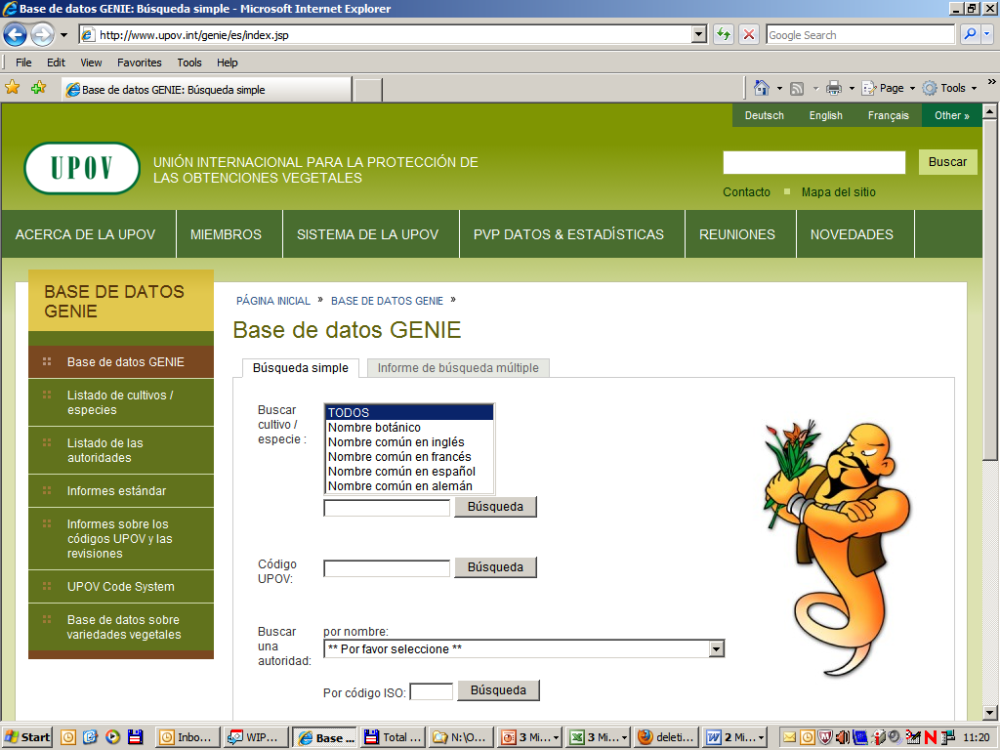 Base de datos GENIE: Búsqueda simple - Microsoft Internet Explorer
http://www.upov.int/genie/es/index.jsp
Google Search
File Edit View Favorites Tools Help
Base de datos GENIE: Búsqueda simple
Page Tools »
Deutsch English Français Other »
UPOV
UNIÓN INTERNACIONAL PARA LA PROTECCIÓN DE
LAS OBTENCIONES VEGETALES
Buscar
Contacto Mapa del sitio
ACERCA DE LA UPOV MIEMBROS SISTEMA DE LA UPOV PVP DATOS & ESTADÍSTICAS REUNIONES NOVEDADES
BASE DE DATOS
GENIE
Base de datos GENIE
Listado de cultivos /
especies
Listado de las
autoridades
Informes estándar
Informes sobre los
códigos UPOV y las
revisiones
UPOV Code System
Base de datos sobre
variedades vegetales
PÁGINA INICIAL » BASE DE DATOS GENIE »
Base de datos GENIE
Búsqueda simple Informe de búsqueda múltiple
Buscar
cultivo /
especie :
TODOS
Nombre botánico
Nombre común en inglés
Nombre común en francés
Nombre común en español
Nombre común en alemán
Búsqueda
Código
UPOV:
Búsqueda
Buscar
una
autoridad:
por nombre:
** Por favor seleccione **
Por código ISO: Búsqueda
Start Inbo... WIP... Base ... Total ... N:\O... 3 Mi... 3 Mi... deleti... 2 Mi... 11:20